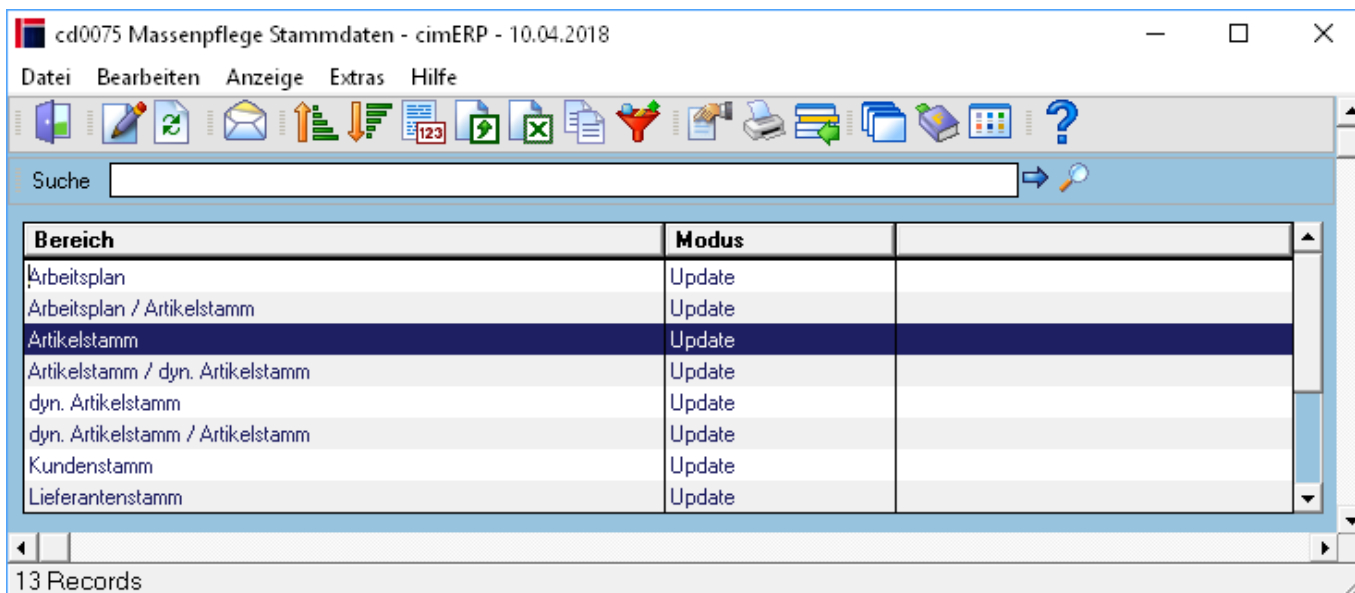 cd0075 Massenpflege Stammdaten - cimERP - 10.04.2018
Datei Bearbeiten Anzeige Extras Hilfe
123
Suche
Bereich Modus
Arbeitsplan Update
Arbeitsplan / Artikelstamm Update
Artikelstamm Update
Artikelstamm / dyn. Artikelstamm Update
dyn. Artikelstamm Update
dyn. Artikelstamm / Artikelstamm Update
Kundenstamm Update
Lieferantenstamm Update
13 Records